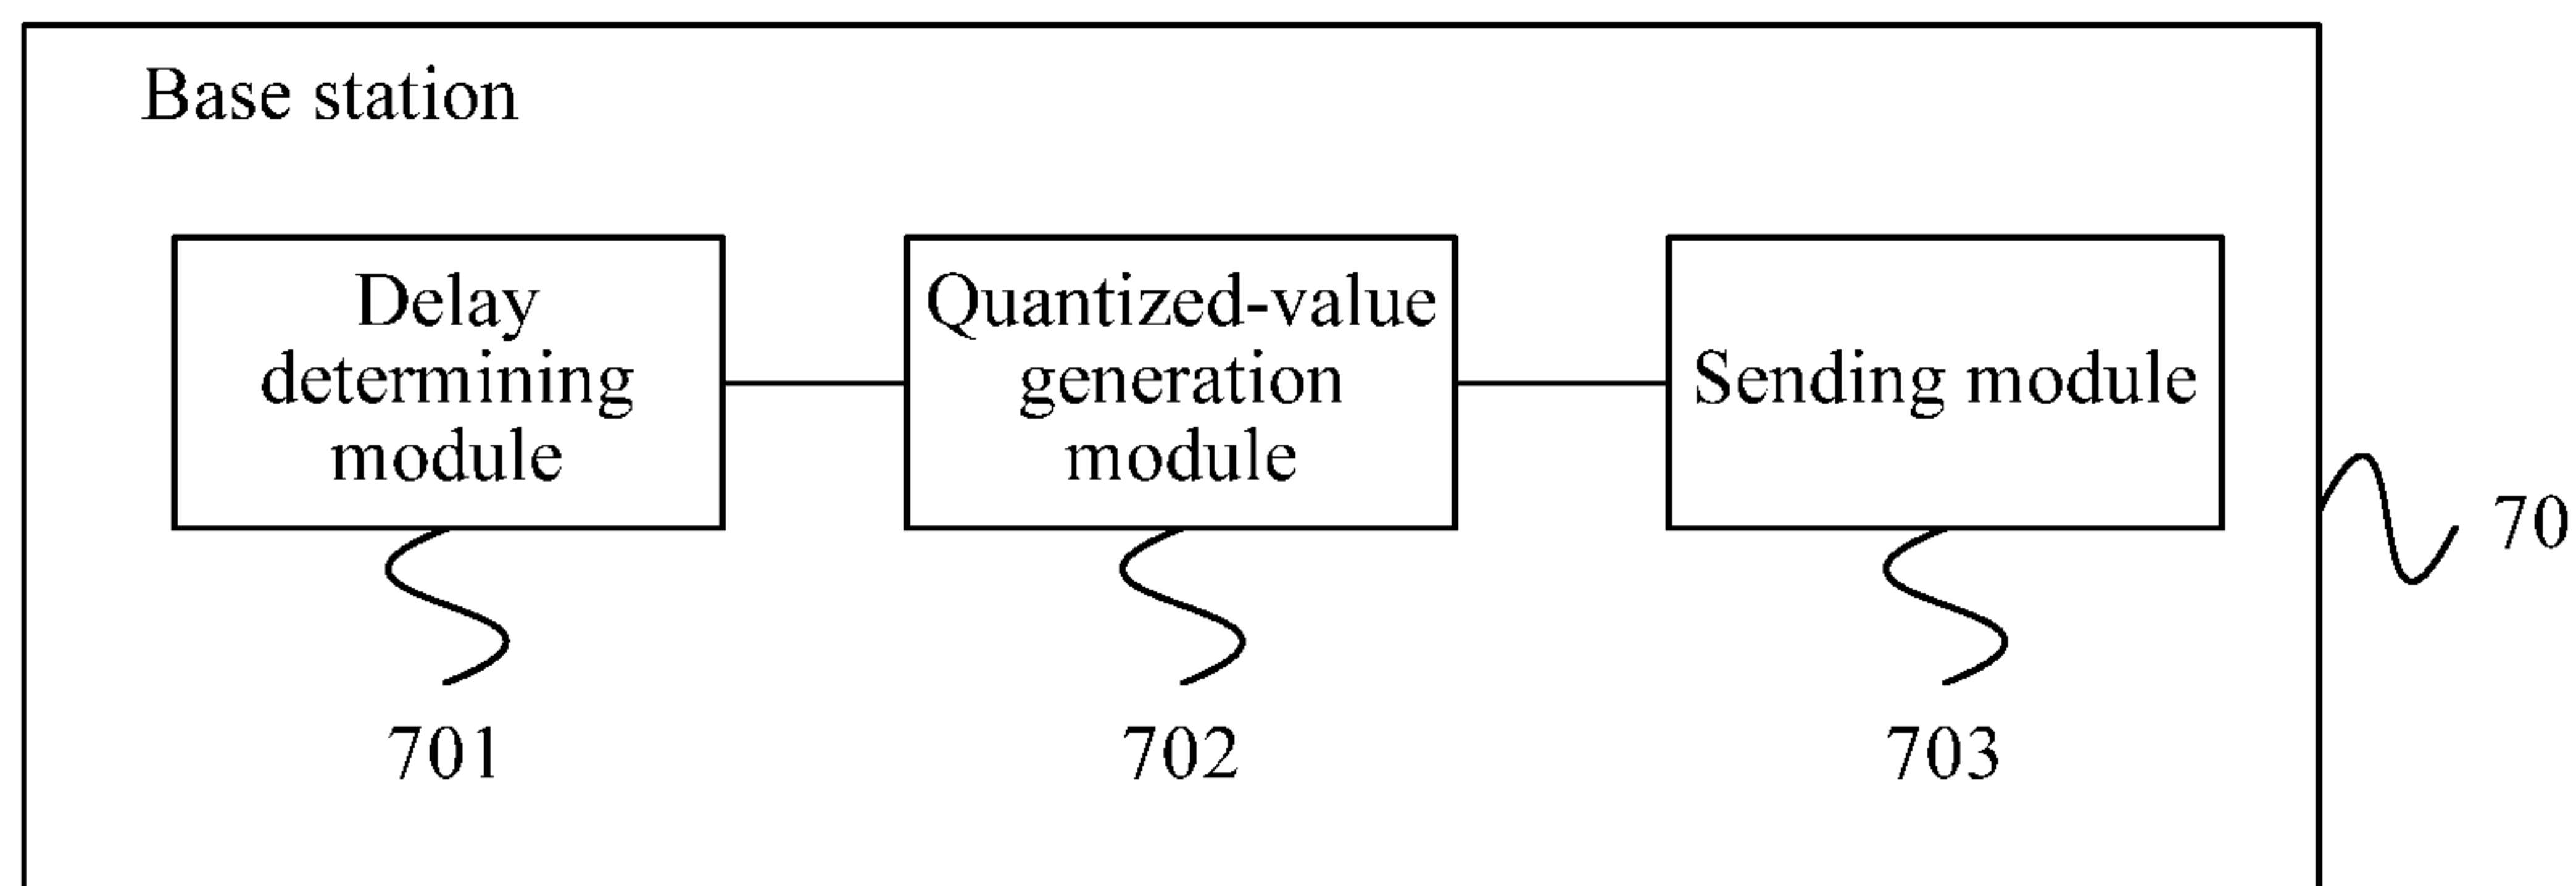 Base station
Delay
determining
module
Quantized-value
generation
module
Sending module
70
701
702
703